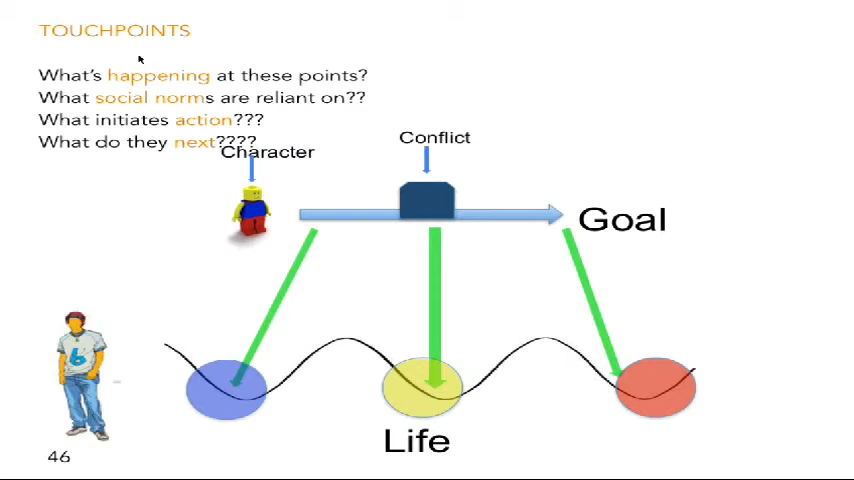 TOUCHPOINTS
What's happening at these points?
What social norms are reliant on??
What initiates action???
What do they next????
Character
Conflict
Goal
6
Life
46